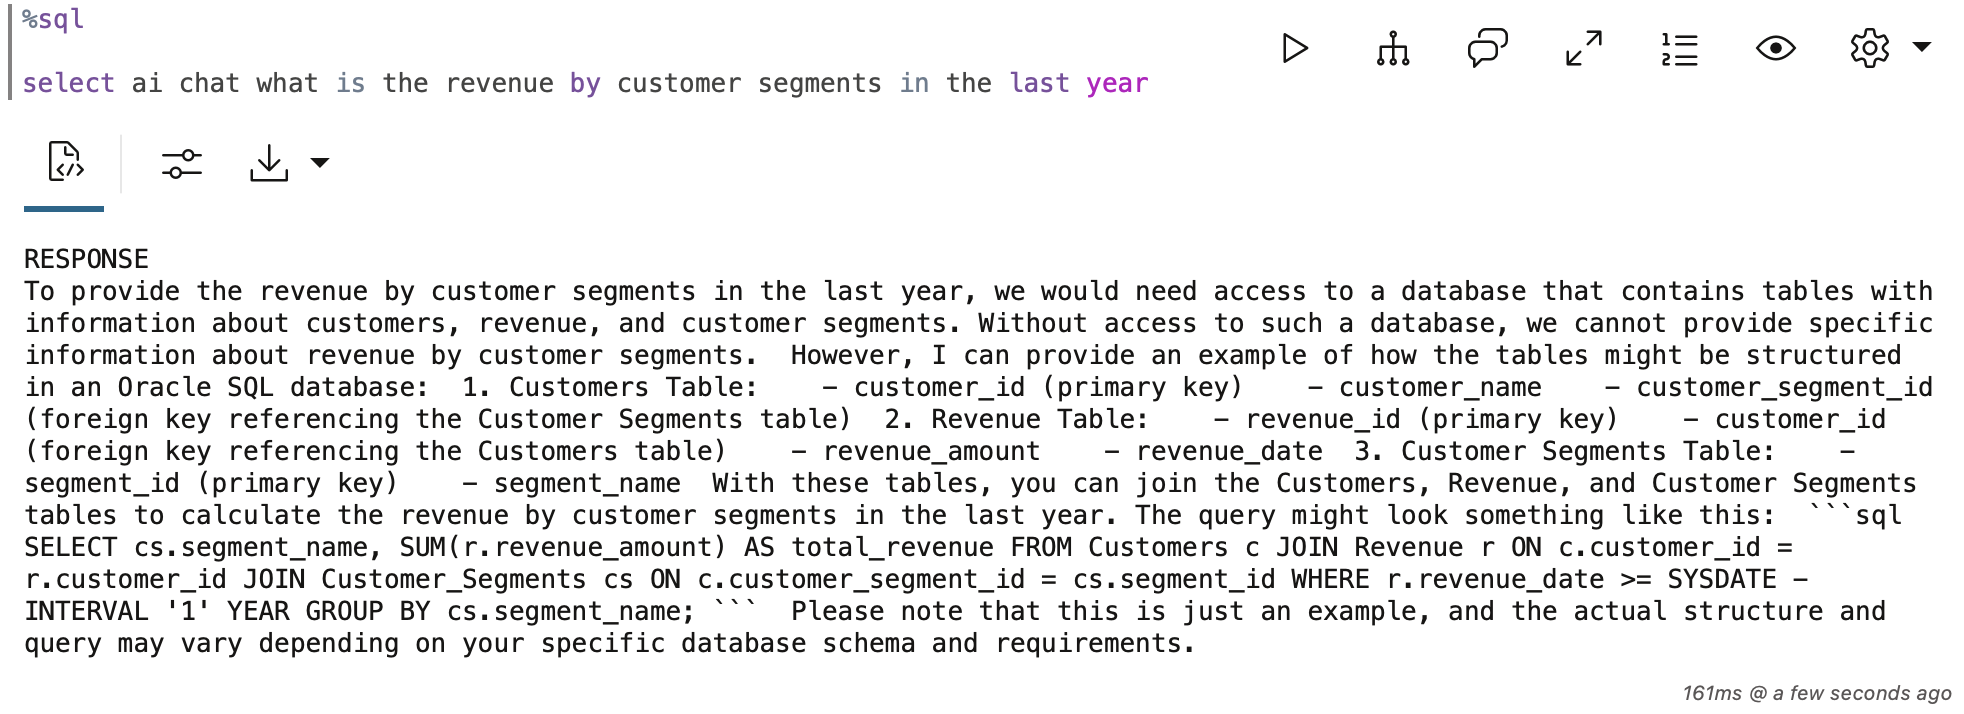 %sql
select ai chat what is the revenue by customer segments in the last year
RESPONSE
To provide the revenue by customer segments in the last year, we would need access to a database that contains tables with
information about customers, revenue, and customer segments. Without access to such a database, we cannot provide specific
information about revenue by customer segments.  However, I can provide an example of how the tables might be structured
in an Oracle SQL database:  1. Customers Table:    – customer_id (primary key)    – customer_name    – customer_segment_id
(foreign key referencing the Customer Segments table)  2. Revenue Table:    – revenue_id (primary key)    – customer_id
(foreign key referencing the Customers table)    – revenue_amount    – revenue_date  3. Customer Segments Table:    –
segment_id (primary key)    – segment_name  With these tables, you can join the Customers, Revenue, and Customer Segments
tables to calculate the revenue by customer segments in the last year. The query might look something like this:  ```sql
SELECT cs.segment_name, SUM(r.revenue_amount) AS total_revenue FROM Customers c JOIN Revenue r ON c.customer_id =
r.customer_id JOIN Customer_Segments cs ON c.customer_segment_id = cs.segment_id WHERE r.revenue_date >= SYSDATE –
INTERVAL '1' YEAR GROUP BY cs.segment_name; ```  Please note that this is just an example, and the actual structure and
query may vary depending on your specific database schema and requirements.
161ms @ a few seconds ago